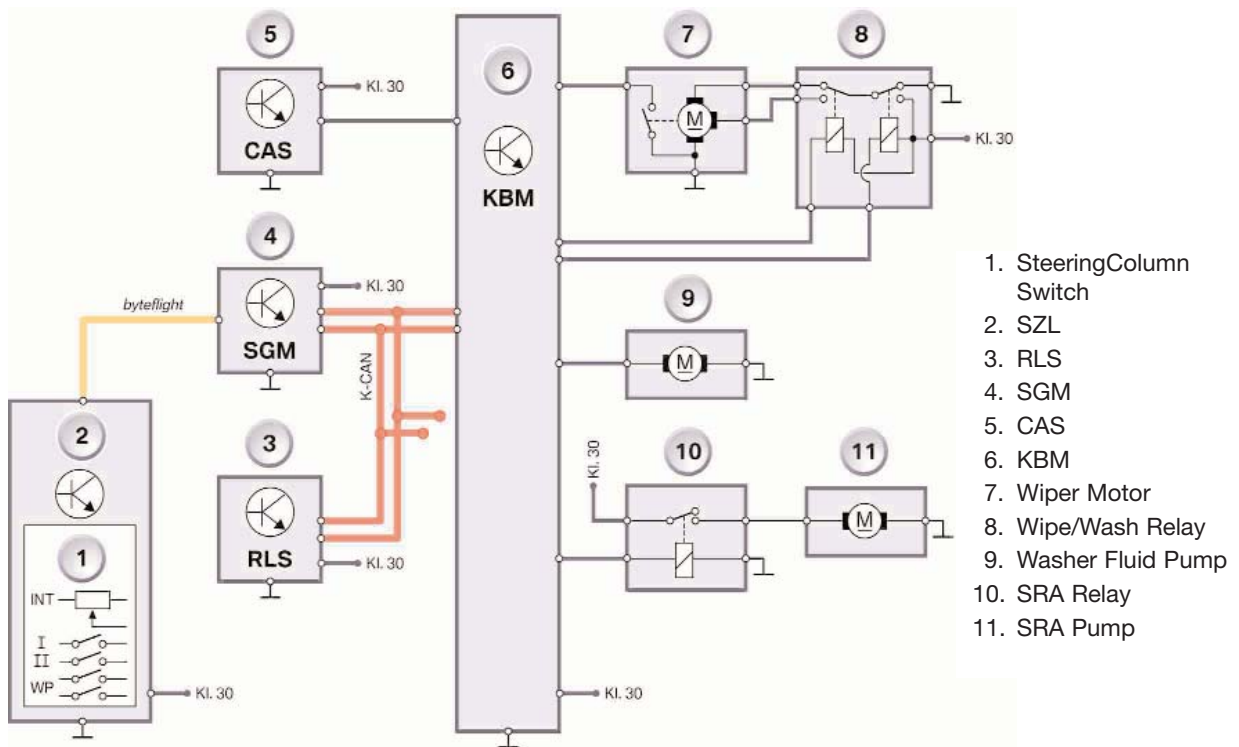 5
CAS
Kl. 30
6
KBM
7
M
8
Kl. 30
4
SGM
Kl. 30
byteflight
K-CAN
9
M
3
RLS
Kl. 30
2
1
INT
I
II
WP
Kl. 30
Kl. 30
10
Kl. 30
11
M
1. SteeringColumn
Switch
2. SZL
3. RLS
4. SGM
5. CAS
6. KBM
7. Wiper Motor
8. Wipe/Wash Relay
9. Washer Fluid Pump
10. SRA Relay
11. SRA Pump